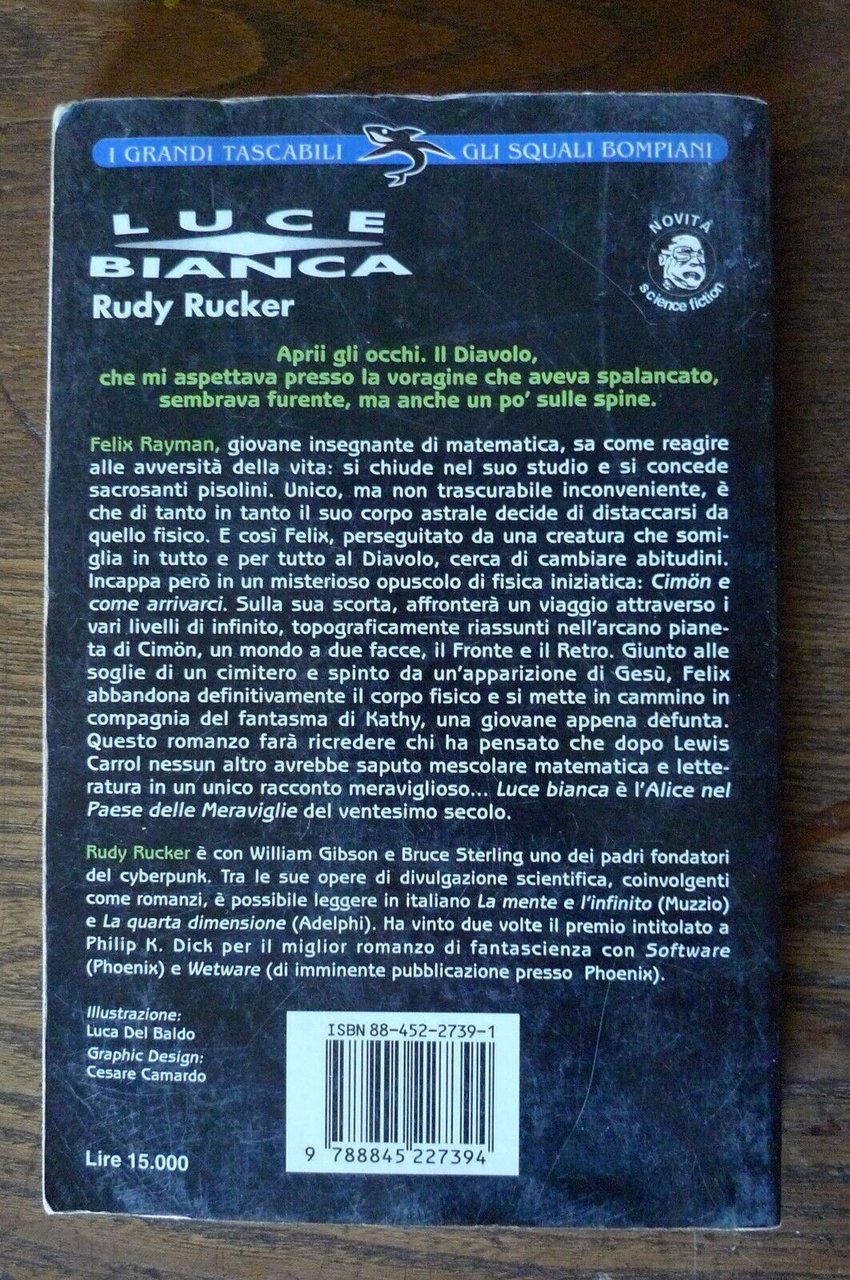 I GRANDI TASCABILI GLI SQUALI BOMPIANI
LUCE
BIANCA
Rudy Rucker
NOVITÁ
science fiction
Aprii gli occhi. Il Diavolo,
che mi aspettava presso la voragine che aveva spalancato,
sembrava furente, ma anche un po' sulle spine.
Felix Rayman, giovane insegnante di matematica, sa come reagire
alle avversità della vita: si chiude nel suo studio e si concede
sacrosanti pisolini. Unico, ma non trascurabile inconveniente, è
che di tanto in tanto il suo corpo astrale decide di distaccarsi da
quello fisico. E così Felix, perseguitato da una creatura che somi-
glia in tutto e per tutto al Diavolo, cerca di cambiare abitudini.
Incappa però in un misterioso opuscolo di fisica iniziatica: Cimön e
come arrivarci. Sulla sua scorta, affronterà un viaggio attraverso i
vari livelli di infinito, topograficamente riassunti nell'arcano piane-
ta di Cimön, un mondo a due facce, il Fronte e il Retro. Giunto alle
soglie di un cimitero e spinto da un'apparizione di Gesù, Felix
abbandona definitivamente il corpo fisico e si mette in cammino in
compagnia del fantasma di Kathy, una giovane appena defunta.
Questo romanzo farà ricredere chi ha pensato che dopo Lewis
Carrol nessun altro avrebbe saputo mescolare matematica e lette-
ratura in un unico racconto meraviglioso... Luce bianca è l'Alice nel
Paese delle Meraviglie del ventesimo secolo.
Rudy Rucker è con William Gibson e Bruce Sterling uno dei padri fondatori
del cyberpunk. Tra le sue opere di divulgazione scientifica, coinvolgenti
come romanzi, è possibile leggere in italiano La mente e l'infinito (Muzzio)
e La quarta dimensione (Adelphi). Ha vinto due volte il premio intitolato a
Philip K. Dick per il miglior romanzo di fantascienza con Software
(Phoenix) e Wetware (di imminente pubblicazione presso Phoenix).
Illustrazione:
Luca Del Baldo
Graphic Design:
Cesare Camardo
Lire 15.000
ISBN 88-452-2739-1
9 788845 227394